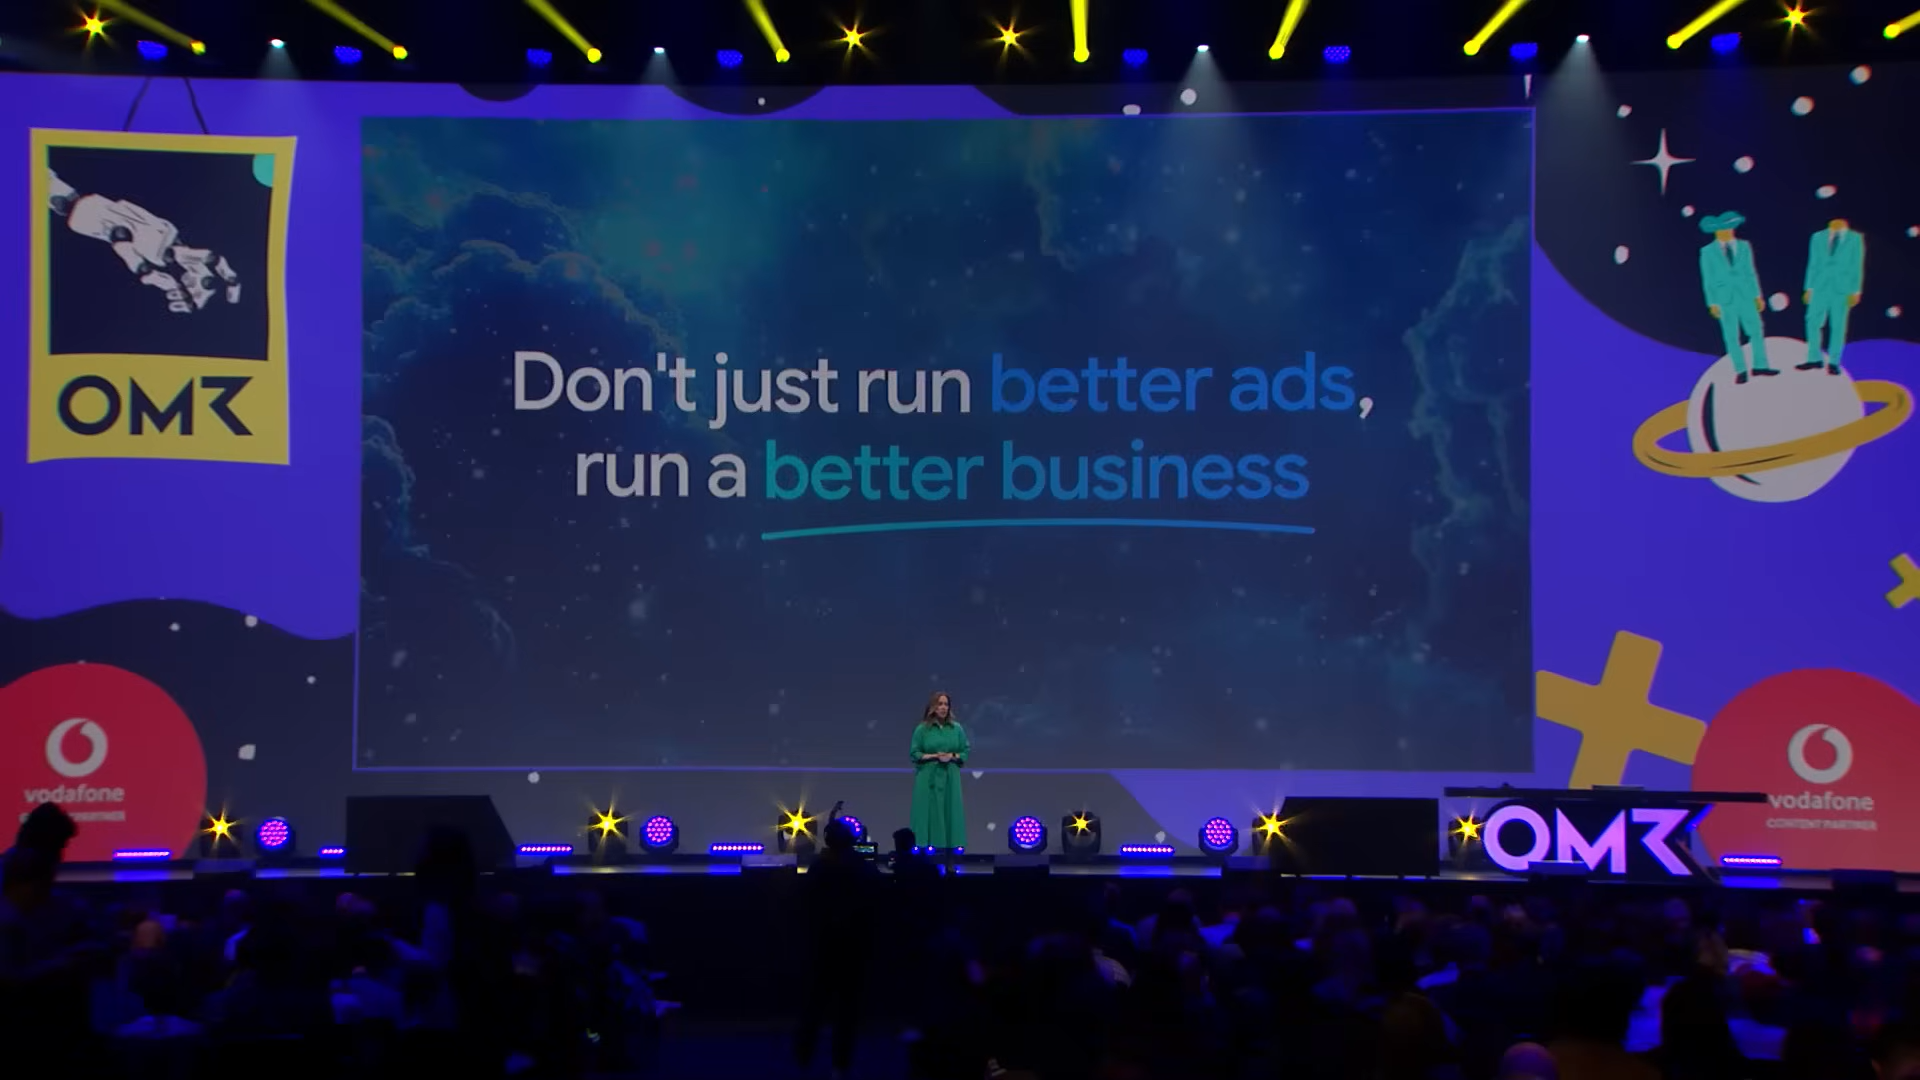 OMR
Don't just run better ads,
run a better business
vodafone
vodafone
CONTENT PARTNER
OMR